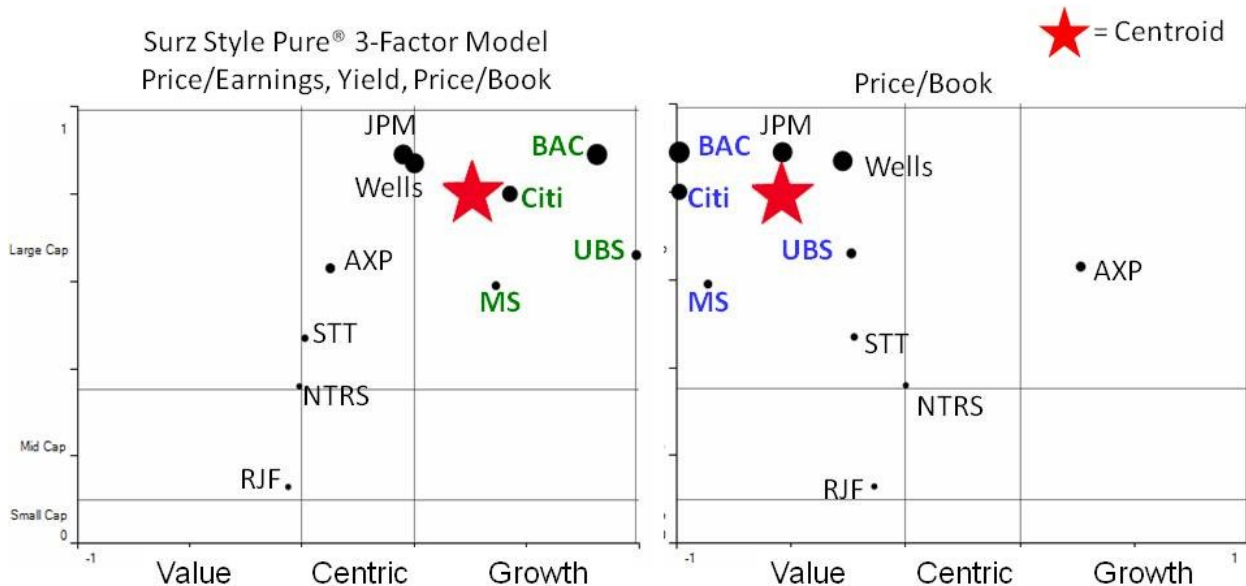 Surz Style Pure® 3-Factor Model
Price/Earnings, Yield, Price/Book
= Centroid
Price/Book
1
JPM
BAC
Wells
Citi
Large Cap
AXP
UBS
MS
STT
NTRS
Mid Cap
RJF
Small Cap
0
-1
1
Value
Centric
Growth
BAC
JPM
Wells
Citi
UBS
AXP
MS
STT
NTRS
RJF
-1
1
Value
Centric
Growth